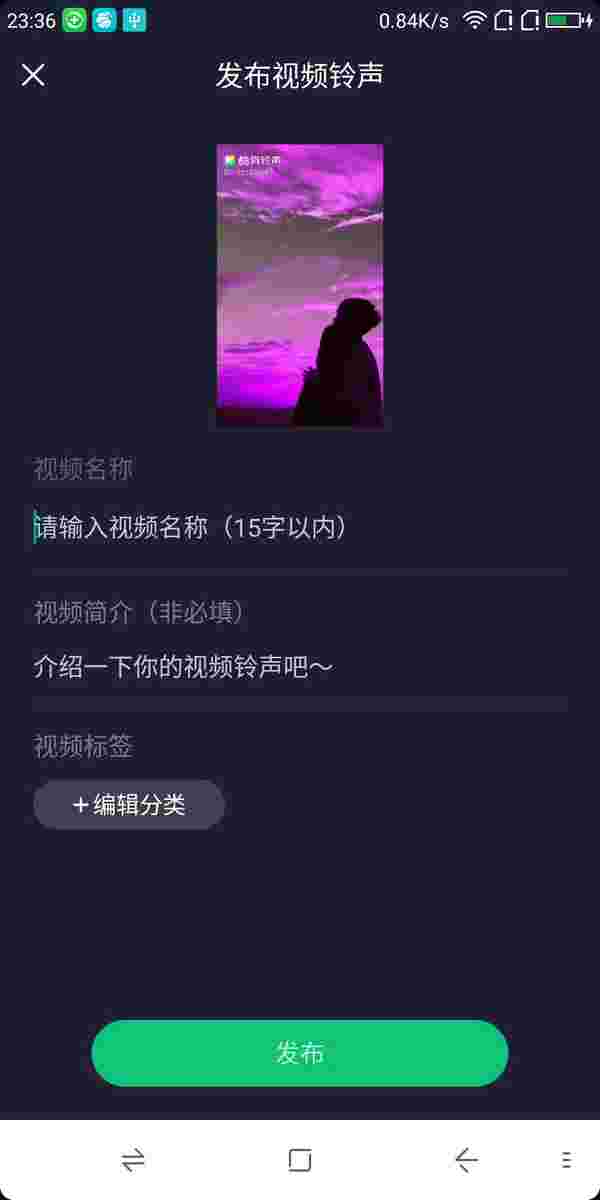 23:36
0.84K/s
发布视频铃声
酷狗铃声
视频名称
请输入视频名称（15字以内）
视频简介（非必填）
介绍一下你的视频铃声吧～
视频标签
+编辑分类
发布